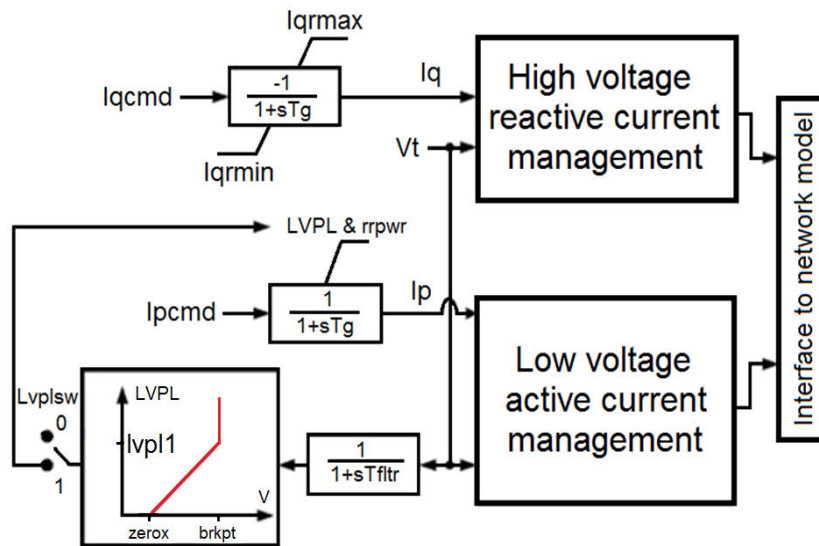 Iqrmax
Iqcmd
-1
1+sTg
Iq
Iqrmin
High voltage
reactive current
management
Vt
LVPL & rrpwr
Ipcmd
1
1+sTg
Ip
Low voltage
active current
management
Interface to network model
Lvplsw
0
1
LVPL
lvpl1
V
zerox
brkpt
1
1+sTfltr